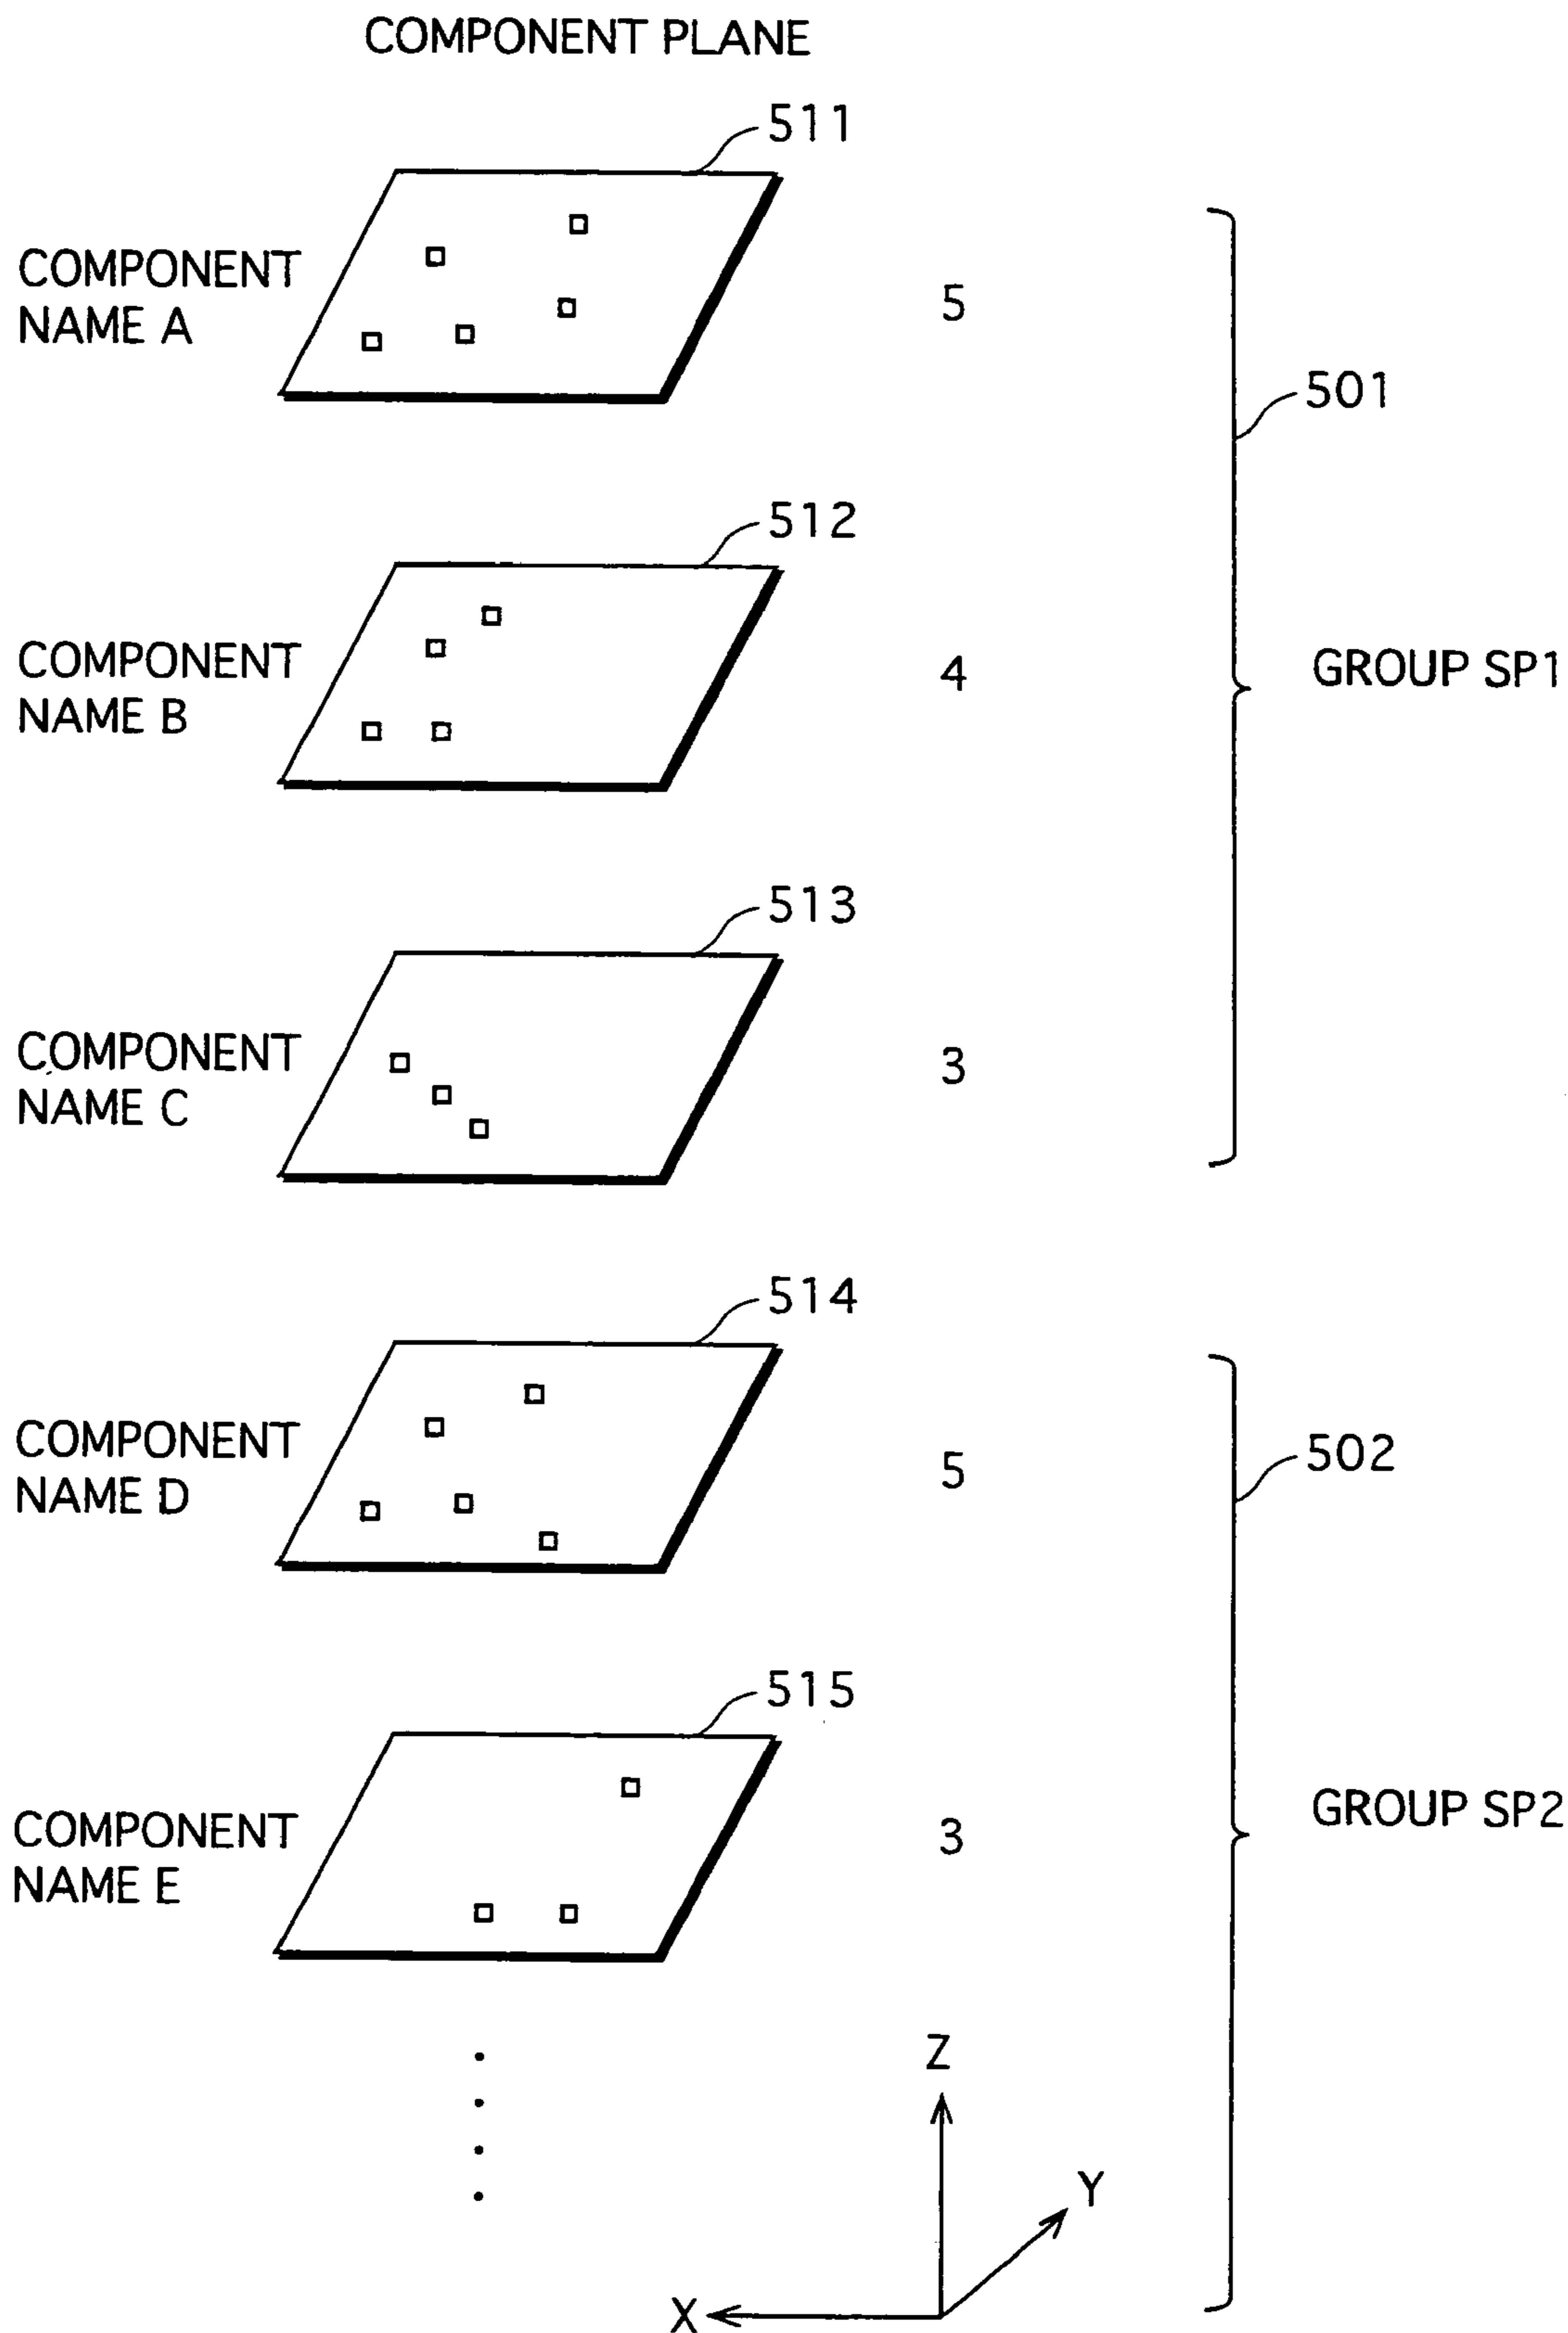 COMPONENT PLANE
511
COMPONENT
NAME A
5
501
512
COMPONENT
NAME B
4
GROUP SP1
513
COMPONENT
NAME C
3
514
COMPONENT
NAME D
5
502
515
COMPONENT
NAME E
3
GROUP SP2
Z
Y
X